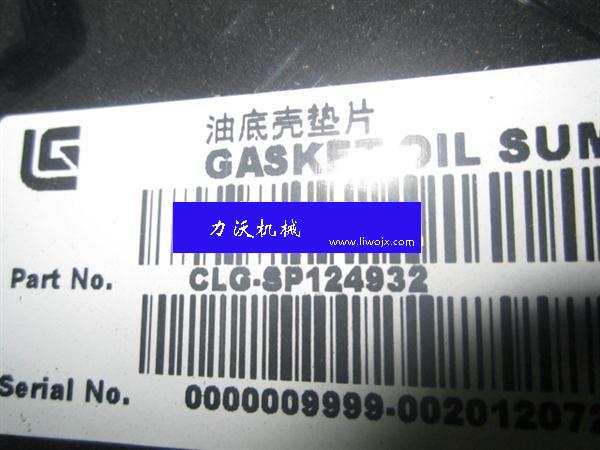 油底壳垫片
GASKET OIL SUM
力沃机械
www.liwojx.com
Part No. CLG-SP124932
Serial No. 0000009999-002012072